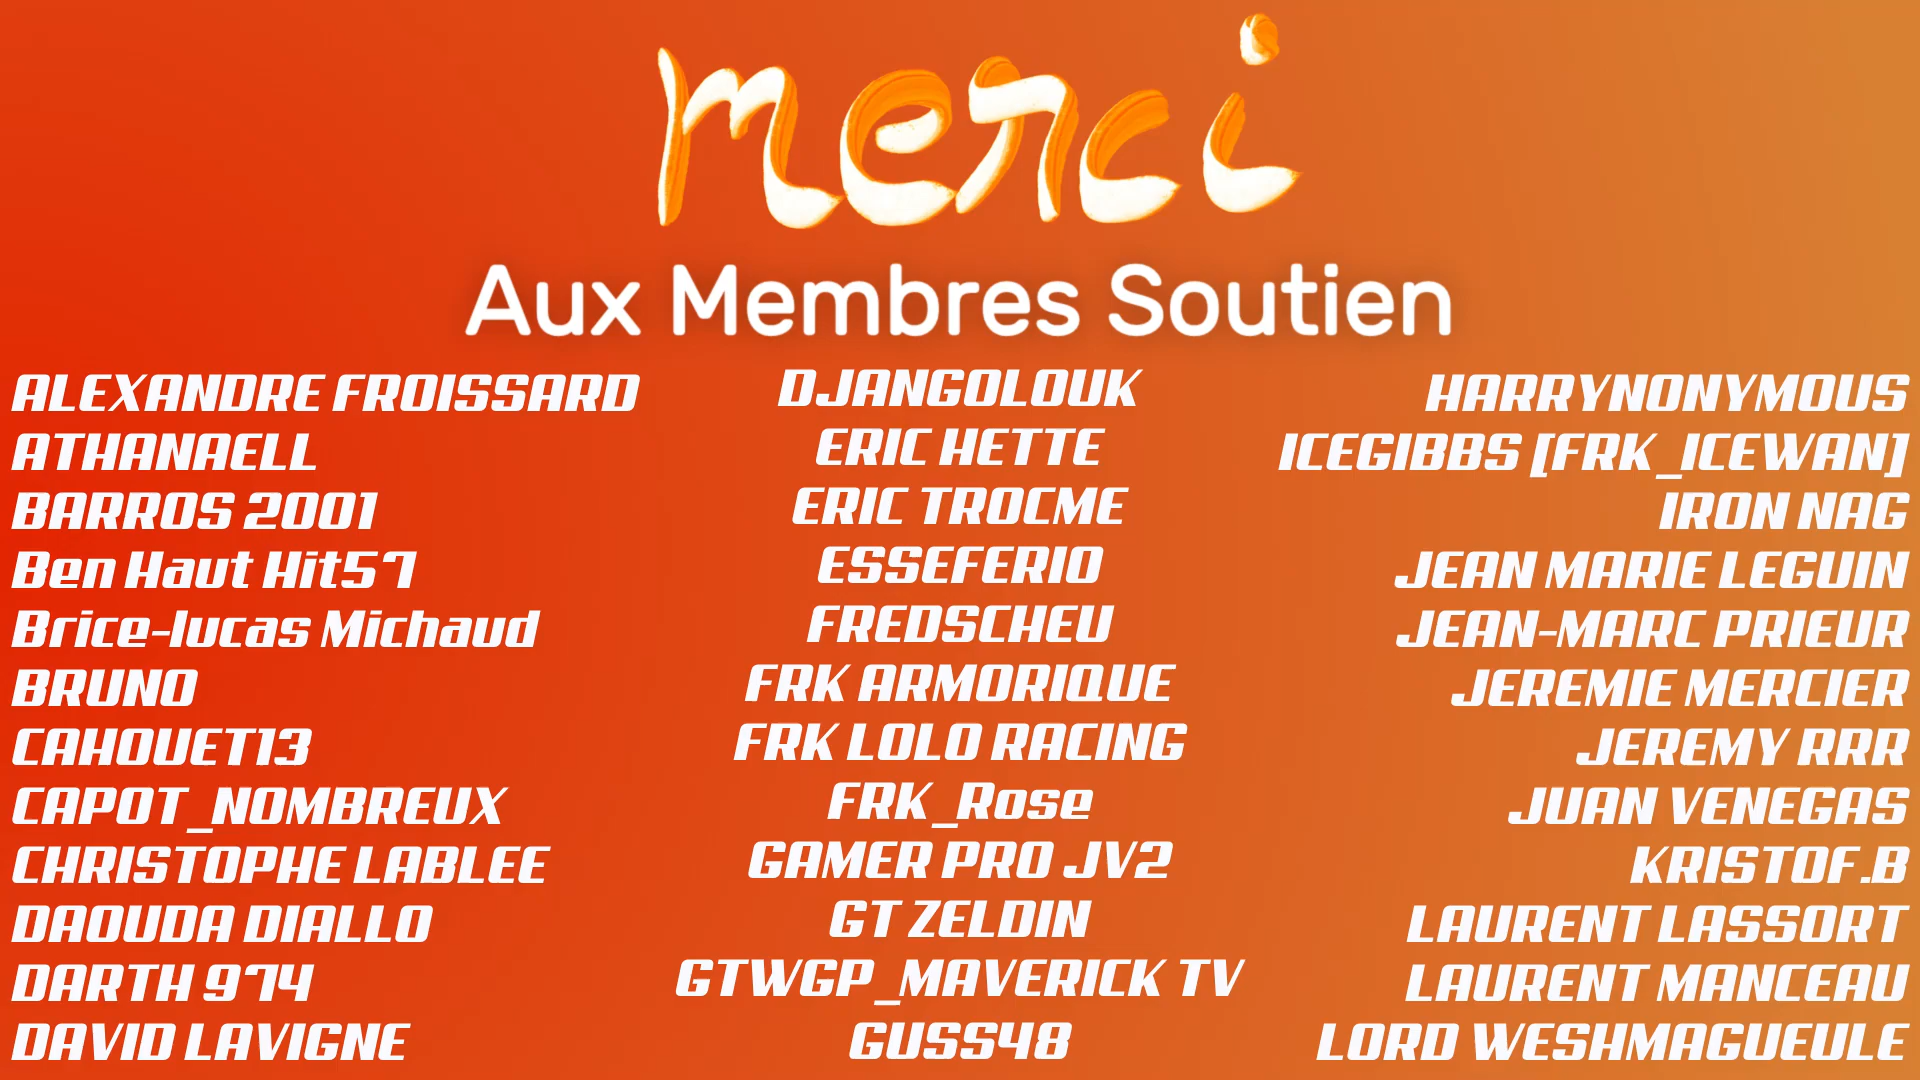 merci
Aux Membres Soutien
ALEXANDRE FROISSARD
ATHANAELL
BARROS 2001
Ben Haut Hit57
Brice-lucas Michaud
BRUNO
CAHOUET13
CAPOT_NOMBREUX
CHRISTOPHE LABLEE
DAOUDA DIALLO
DARTH 974
DAVID LAVIGNE
DJANGOLOUK
ERIC HETTE
ERIC TROCME
ESSEFERIO
FREDSCHEU
FRK ARMORIQUE
FRK LOLO RACING
FRK_Rose
GAMER PRO JV2
GT ZELDIN
GTWGP_MAVERICK TV
GUSS48
HARRYNONYMOUS
ICEGIBBS [FRK_ICEWAN]
IRON NAG
JEAN MARIE LEGUIN
JEAN-MARC PRIEUR
JEREMIE MERCIER
JEREMY RRR
JUAN VENEGAS
KRISTOF.B
LAURENT LASSORT
LAURENT MANCEAU
LORD WESHMAGUEULE